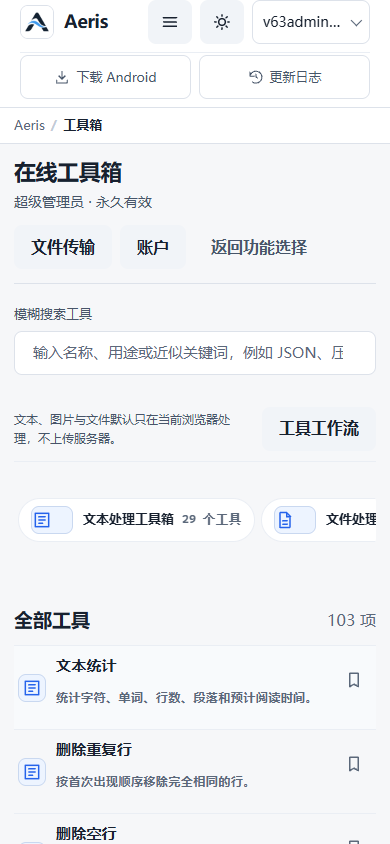 Aeris
v63admin...
下载 Android
更新日志
Aeris / 工具箱
在线工具箱
超级管理员 · 永久有效
文件传输
账户
返回功能选择
模糊搜索工具
输入名称、用途或近似关键词，例如 JSON、压
文本、图片与文件默认只在当前浏览器处
理，不上传服务器。
工具工作流
文本处理工具箱 29 个工具
文件处理
全部工具
103 项
文本统计
统计字符、单词、行数、段落和预计阅读时间。
删除重复行
按首次出现顺序移除完全相同的行。
删除空行